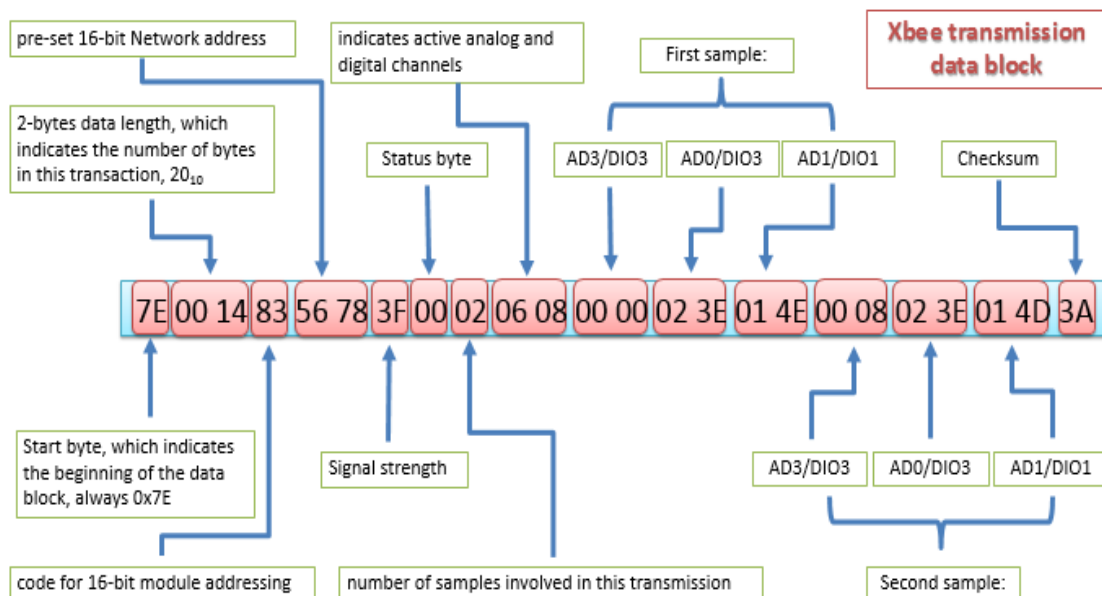 pre-set 16-bit Network address
indicates active analog and
digital channels
First sample:
Xbee transmission
data block
2-bytes data length, which
indicates the number of bytes
in this transaction, 20₁₀
Status byte
AD3/DIO3
AD0/DIO3
AD1/DIO1
Checksum
7E 00 14 83 56 78 3F 00 02 06 08 00 00 02 3E 01 4E 00 08 02 3E 01 4D 3A
Start byte, which indicates
the beginning of the data
block, always 0x7E
Signal strength
AD3/DIO3
AD0/DIO3
AD1/DIO1
code for 16-bit module addressing
number of samples involved in this transmission
Second sample: